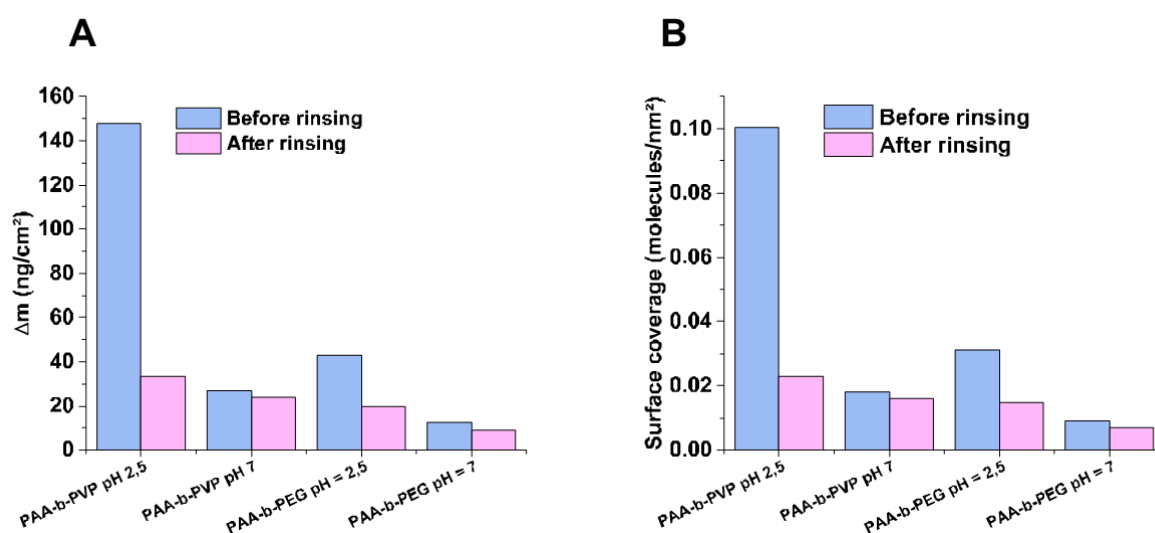 A
Δm (ng/cm²)
160
140
120
100
80
60
40
20
0
Before rinsing
After rinsing
PAA-b-PVP pH 2,5
PAA-b-PVP pH 7
PAA-b-PEG pH = 2,5
PAA-b-PEG pH = 7
B
Surface coverage (molecules/nm²)
0.10
0.08
0.06
0.04
0.02
0.00
Before rinsing
After rinsing
PAA-b-PVP pH 2,5
PAA-b-PVP pH 7
PAA-b-PEG pH = 2,5
PAA-b-PEG pH = 7